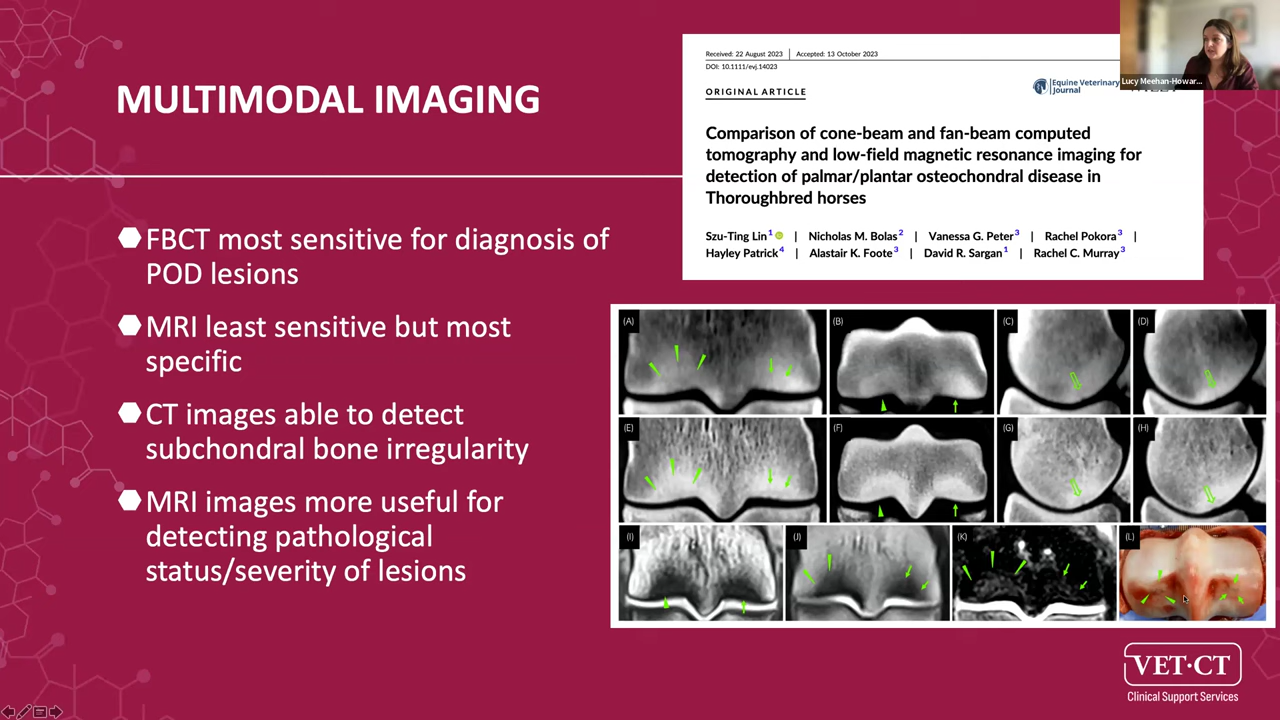 MULTIMODAL IMAGING
FBCT most sensitive for diagnosis of
POD lesions
MRI least sensitive but most
specific
CT images able to detect
subchondral bone irregularity
MRI images more useful for
detecting pathological
status/severity of lesions
Received: 22 August 2023 | Accepted: 13 October 2023
DOI: 10.1111/evj.14023
ORIGINAL ARTICLE
Equine Veterinary
Journal
Comparison of cone-beam and fan-beam computed
tomography and low-field magnetic resonance imaging for
detection of palmar/plantar osteochondral disease in
Thoroughbred horses
Szu-Ting Lin1 | Nicholas M. Bolas2 | Vanessa G. Peter3 | Rachel Pokora3 |
Hayley Patrick4 | Alastair K. Foote3 | David R. Sargan1 | Rachel C. Murray3
Lucy Meehan-Howar...
(A) (B) (C) (D)
(E) (F) (G) (H)
(I) (J) (K) (L)
VET·CT
Clinical Support Services